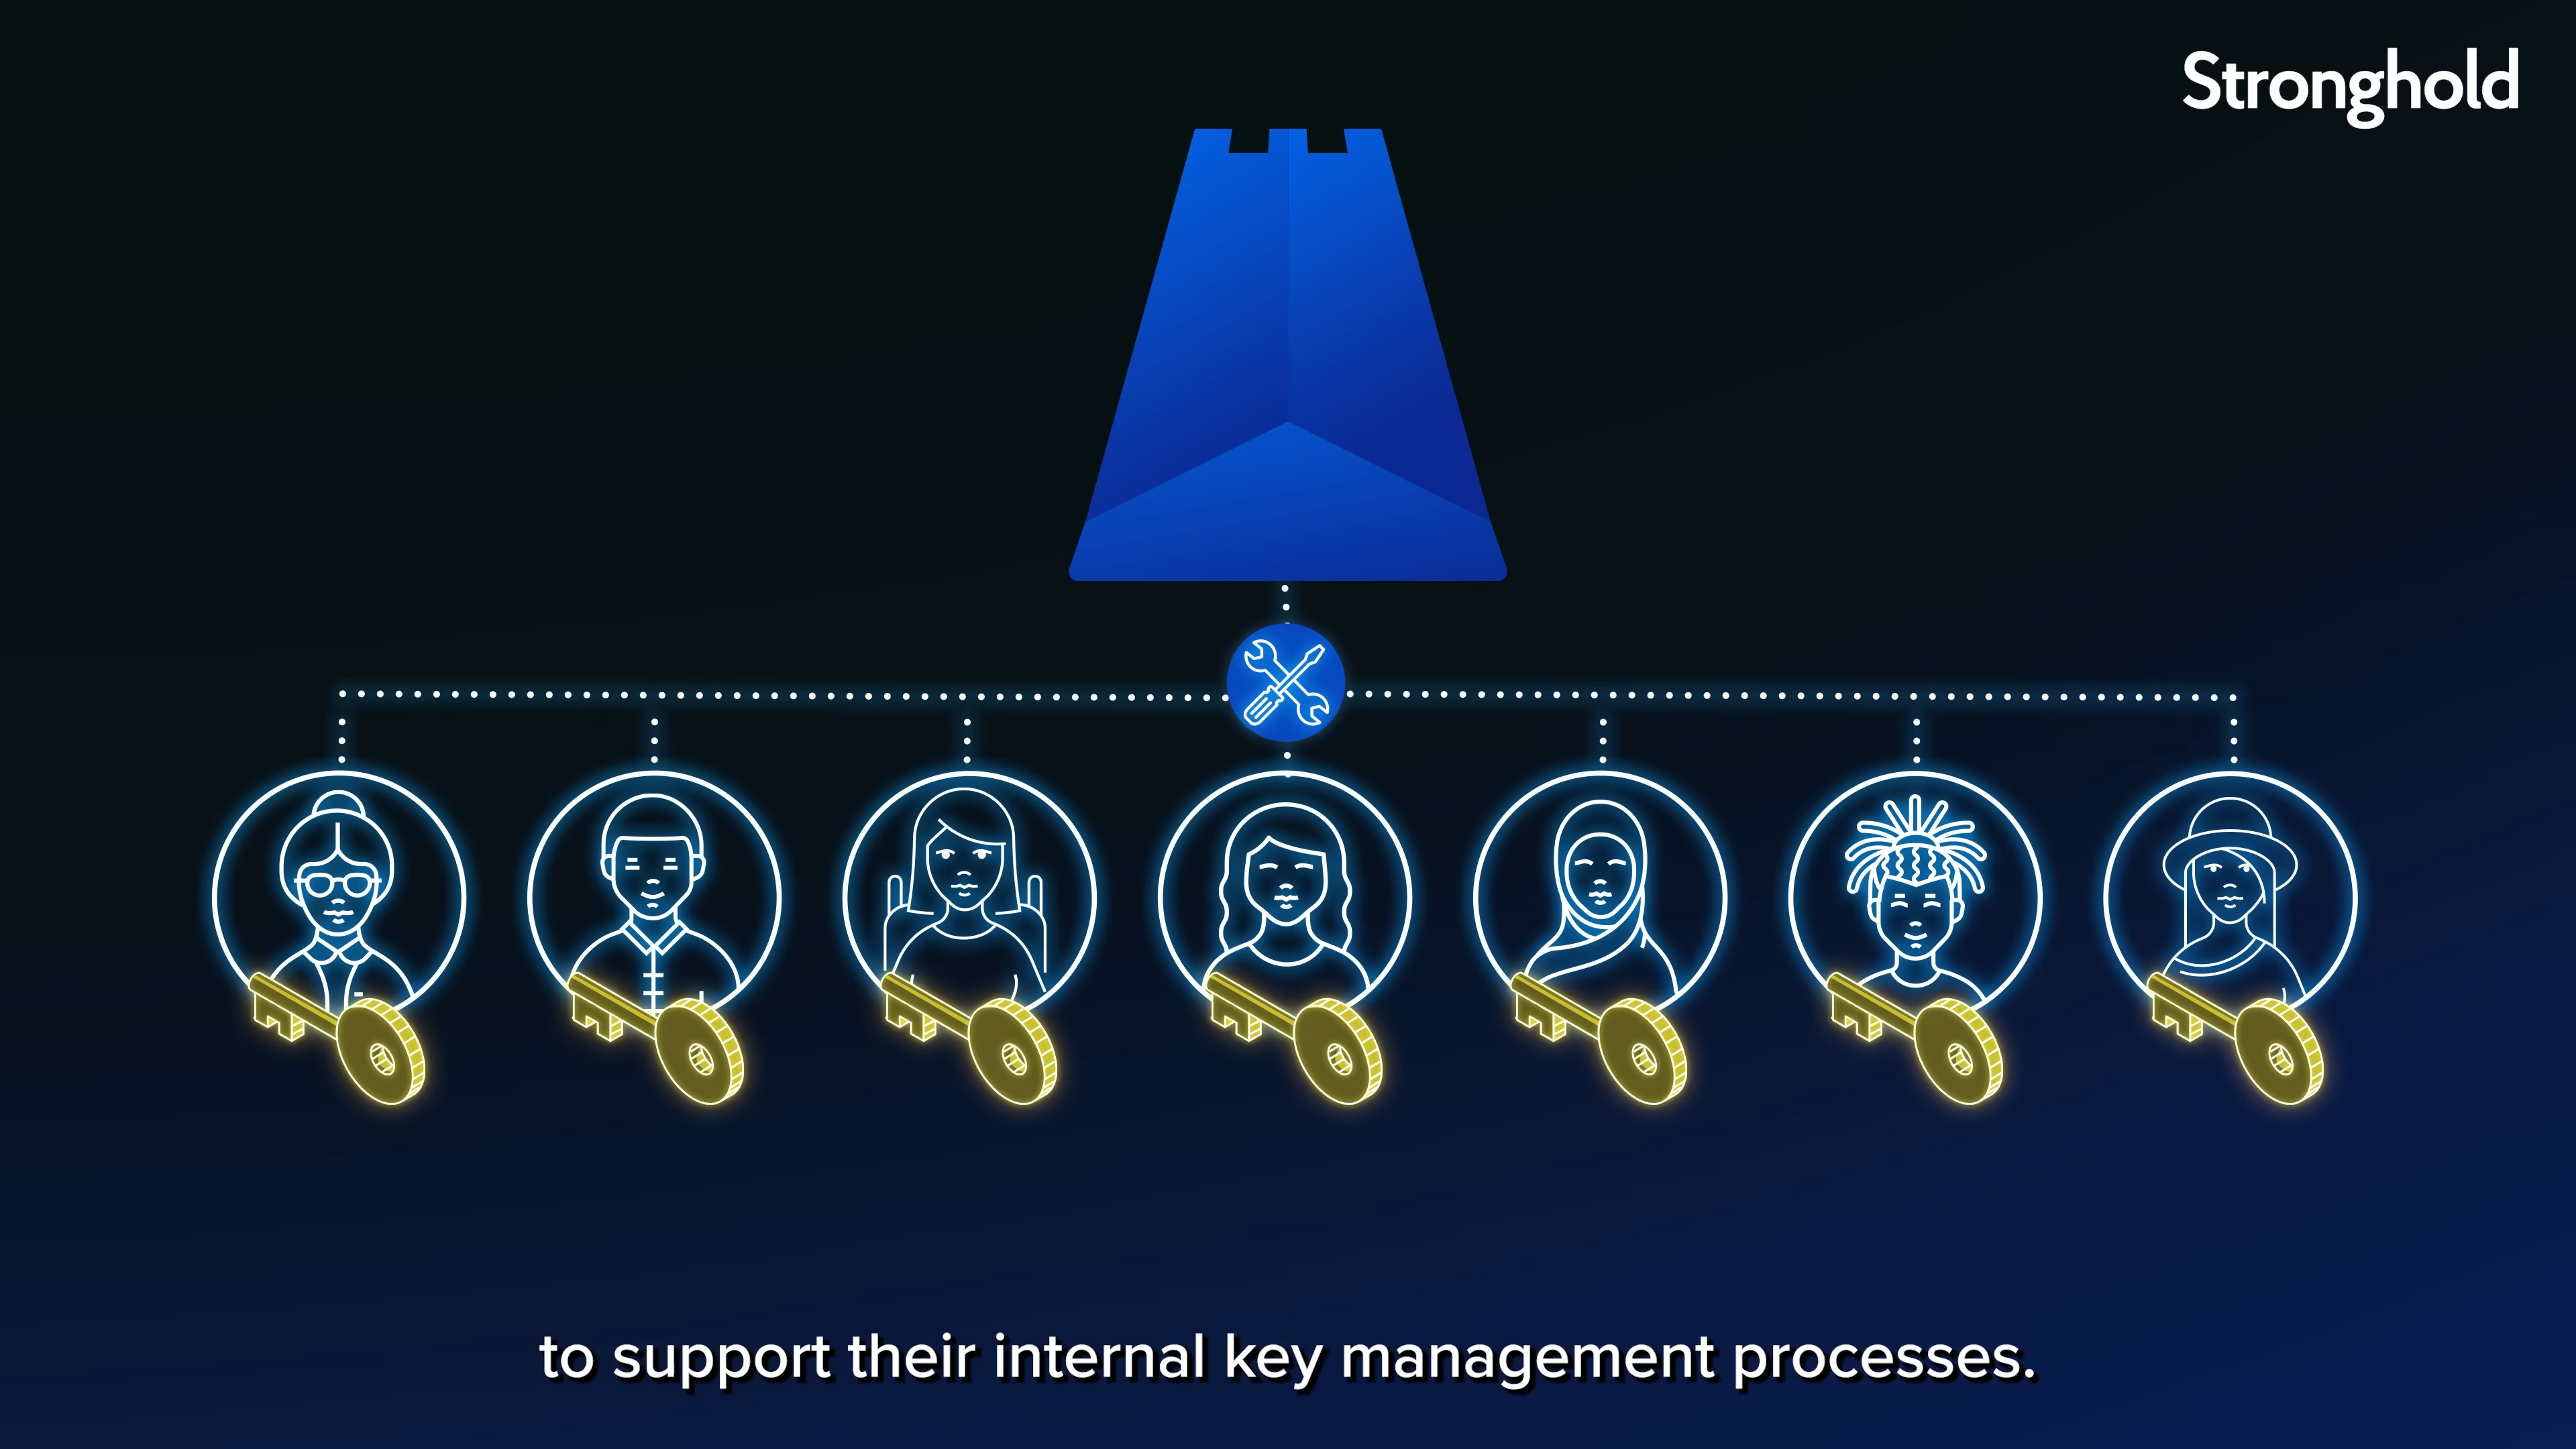 Stronghold
to support their internal key management processes.